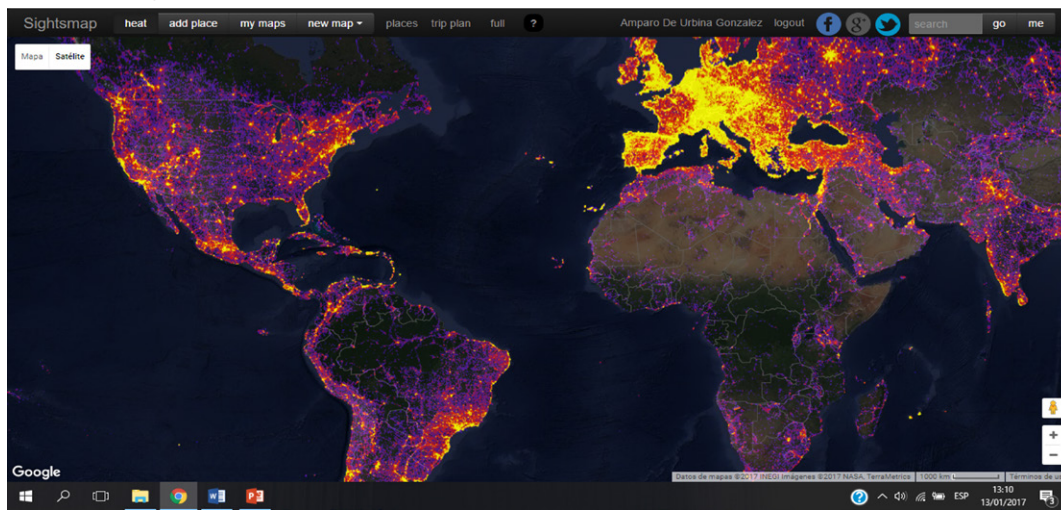 Sightsmap heat add place my maps new map places trip plan full ? Amparo De Urbina Gonzalez logout search go me
Mapa Satélite
+
−
Google
Datos de mapas ©2017 INEGI Imágenes ©2017 NASA, TerraMetrics 1000 km Términos de us
ESP 13:10
13/01/2017 3